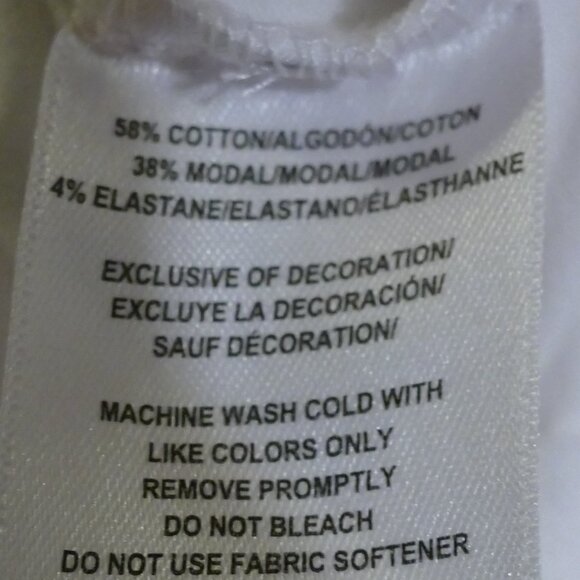 58% COTTON/ALGODÓN/COTON
38% MODAL/MODAL/MODAL
4% ELASTANE/ELASTANO/ÉLASTHANNE
EXCLUSIVE OF DECORATION/
EXCLUYE LA DECORACIÓN/
SAUF DÉCORATION/
MACHINE WASH COLD WITH
LIKE COLORS ONLY
REMOVE PROMPTLY
DO NOT BLEACH
DO NOT USE FABRIC SOFTENER